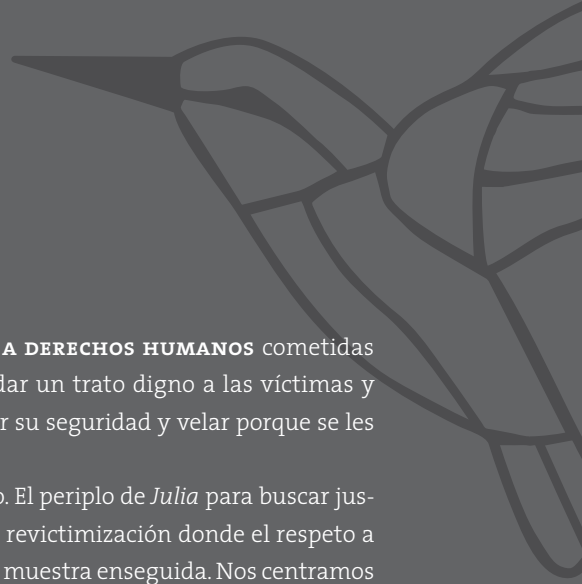 A DERECHOS HUMANOS cometidas
dar un trato digno a las víctimas y
r su seguridad y velar porque se les
o. El periplo de Julia para buscar jus-
revictimización donde el respeto a
muestra enseguida. Nos centramos